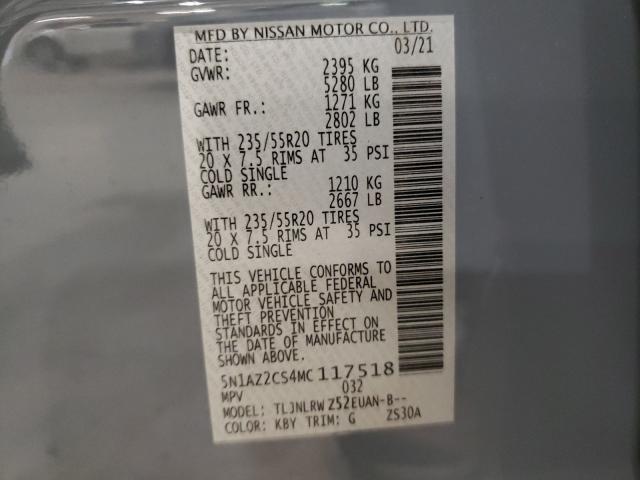 MFD BY NISSAN MOTOR CO., LTD.
DATE: 03/21
GVWR: 2395 KG
5280 LB
GAWR FR.: 1271 KG
2802 LB
WITH 235/55R20 TIRES
20 X 7.5 RIMS AT 35 PSI
COLD SINGLE
GAWR RR.: 1210 KG
2667 LB
WITH 235/55R20 TIRES
20 X 7.5 RIMS AT 35 PSI
COLD SINGLE
THIS VEHICLE CONFORMS TO
ALL APPLICABLE FEDERAL
MOTOR VEHICLE SAFETY AND
THEFT PREVENTION
STANDARDS IN EFFECT ON
THE DATE OF MANUFACTURE
SHOWN ABOVE.
5N1AZ2CS4MC117518
MPV 032
MODEL: TLJNLRWZ52EUAN-B--
COLOR: KBY TRIM: G ZS30A